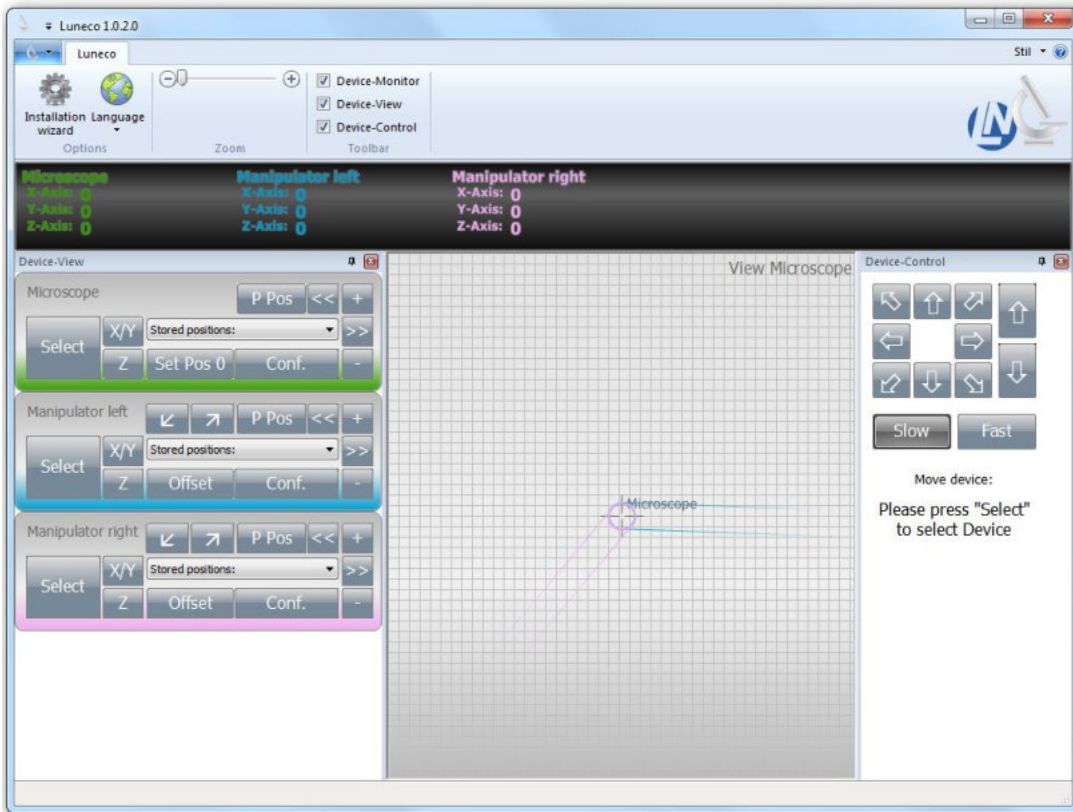 Luneco 1.0.2.0
Luneco
Stil
Installation wizard
Language
Options
Zoom
Device-Monitor
Device-View
Device-Control
Toolbar
LN
Microscope
X-Axis: 0
Y-Axis: 0
Z-Axis: 0
Manipulator left
X-Axis: 0
Y-Axis: 0
Z-Axis: 0
Manipulator right
X-Axis: 0
Y-Axis: 0
Z-Axis: 0
Device-View
Microscope
P Pos << +
Select X/Y Stored positions: >>
Z Set Pos 0 Conf. -
Manipulator left
P Pos << +
Select X/Y Stored positions: >>
Z Offset Conf. -
Manipulator right
P Pos << +
Select X/Y Stored positions: >>
Z Offset Conf. -
View Microscope
Microscope
Device-Control
Slow Fast
Move device:
Please press "Select"
to select Device